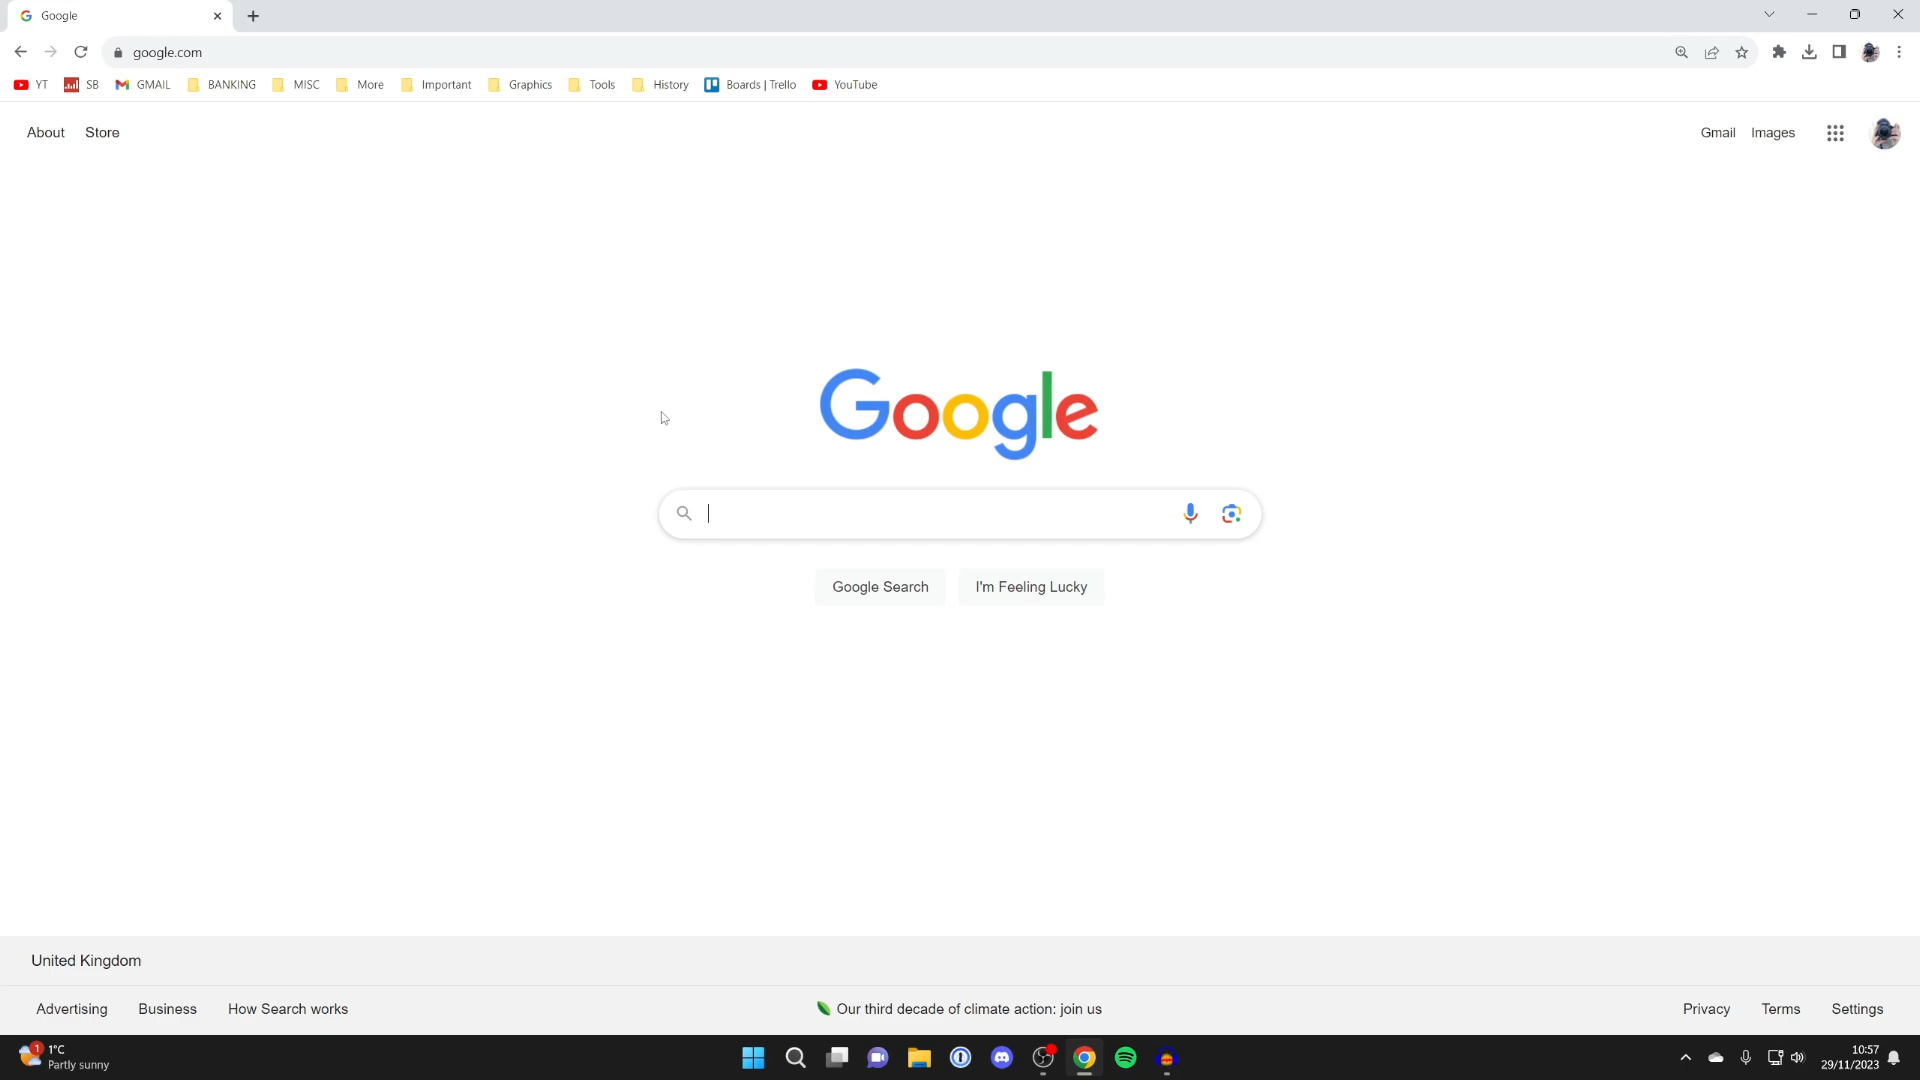 Google
google.com
YT SB GMAIL BANKING MISC More Important Graphics Tools History Boards | Trello YouTube
About Store Gmail Images
Google
Google Search I'm Feeling Lucky
United Kingdom
Advertising Business How Search works Our third decade of climate action: join us Privacy Terms Settings
1 1°C 10:57
Partly sunny 29/11/2023